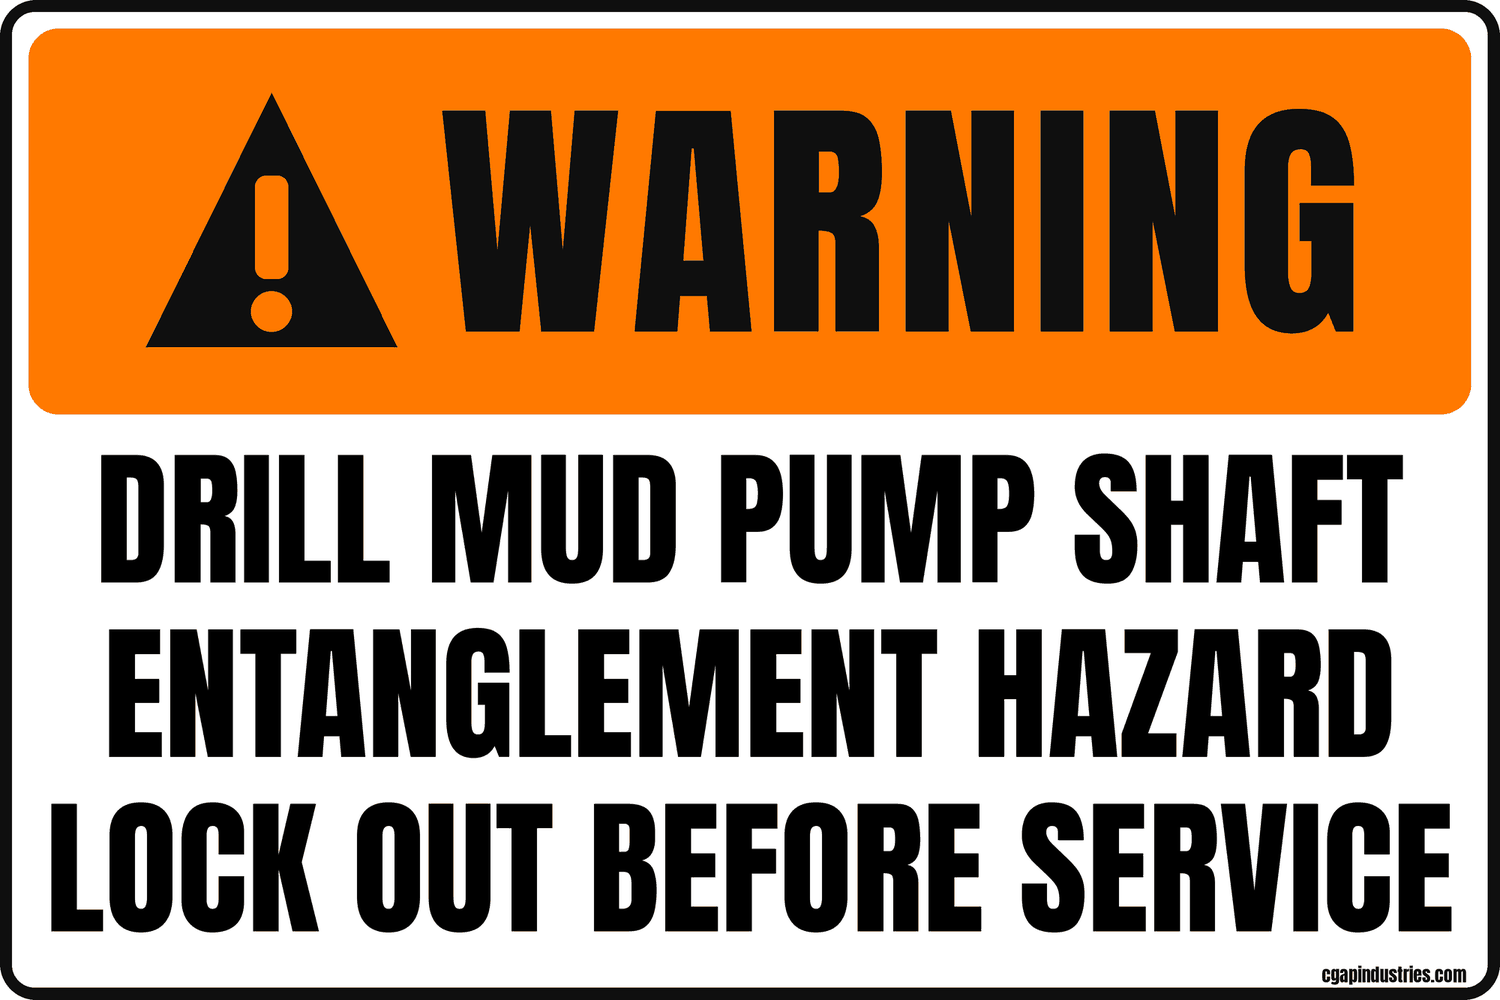 WARNING
DRILL MUD PUMP SHAFT
ENTANGLEMENT HAZARD
LOCK OUT BEFORE SERVICE
cgapindustries.com